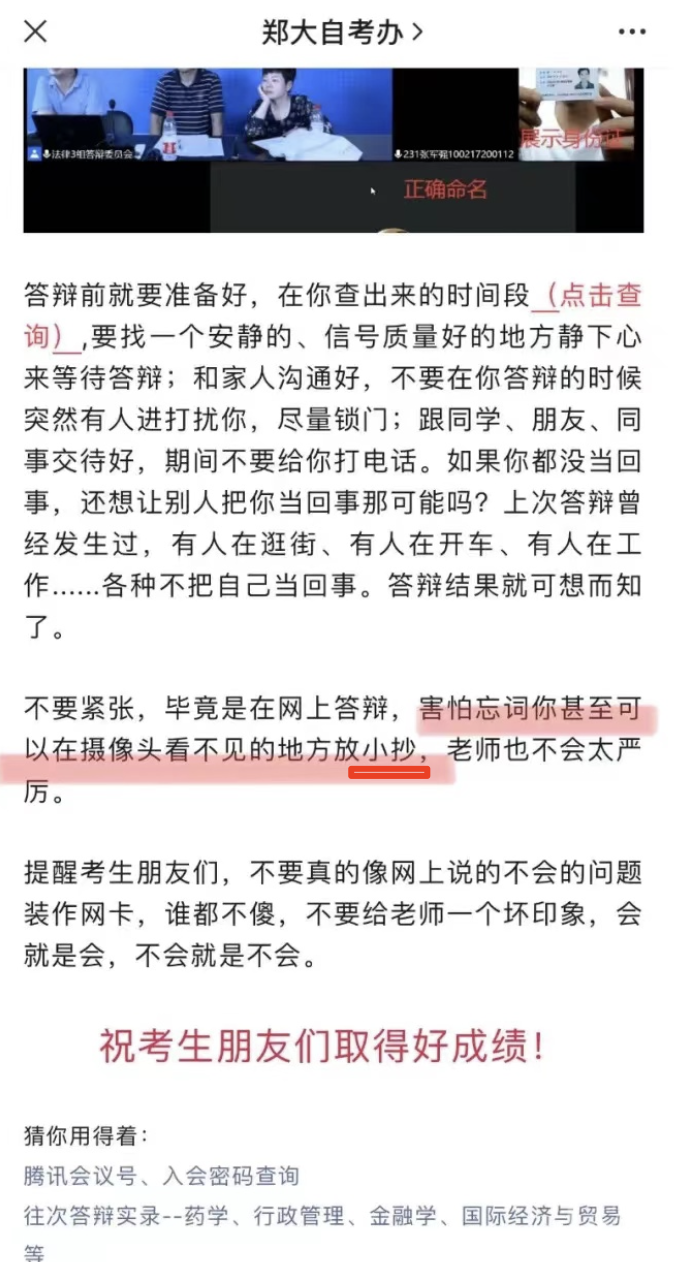 郑大自考办
法律3组答辩委员会
231张军强100217200112
展示身份证
正确命名
答辩前就要准备好，在你查出来的时间段（点击查
询）,要找一个安静的、信号质量好的地方静下心
来等待答辩；和家人沟通好，不要在你答辩的时候
突然有人进打扰你，尽量锁门；跟同学、朋友、同
事交待好，期间不要给你打电话。如果你都没当回
事，还想让别人把你当回事那可能吗？上次答辩曾
经发生过，有人在逛街、有人在开车、有人在工
作......各种不把自己当回事。答辩结果就可想而知
了。
不要紧张，毕竟是在网上答辩，害怕忘词你甚至可
以在摄像头看不见的地方放小抄，老师也不会太严
厉。
提醒考生朋友们，不要真的像网上说的不会的问题
装作网卡，谁都不傻，不要给老师一个坏印象，会
就是会，不会就是不会。
祝考生朋友们取得好成绩！
猜你用得着：
腾讯会议号、入会密码查询
往次答辩实录--药学、行政管理、金融学、国际经济与贸易
等